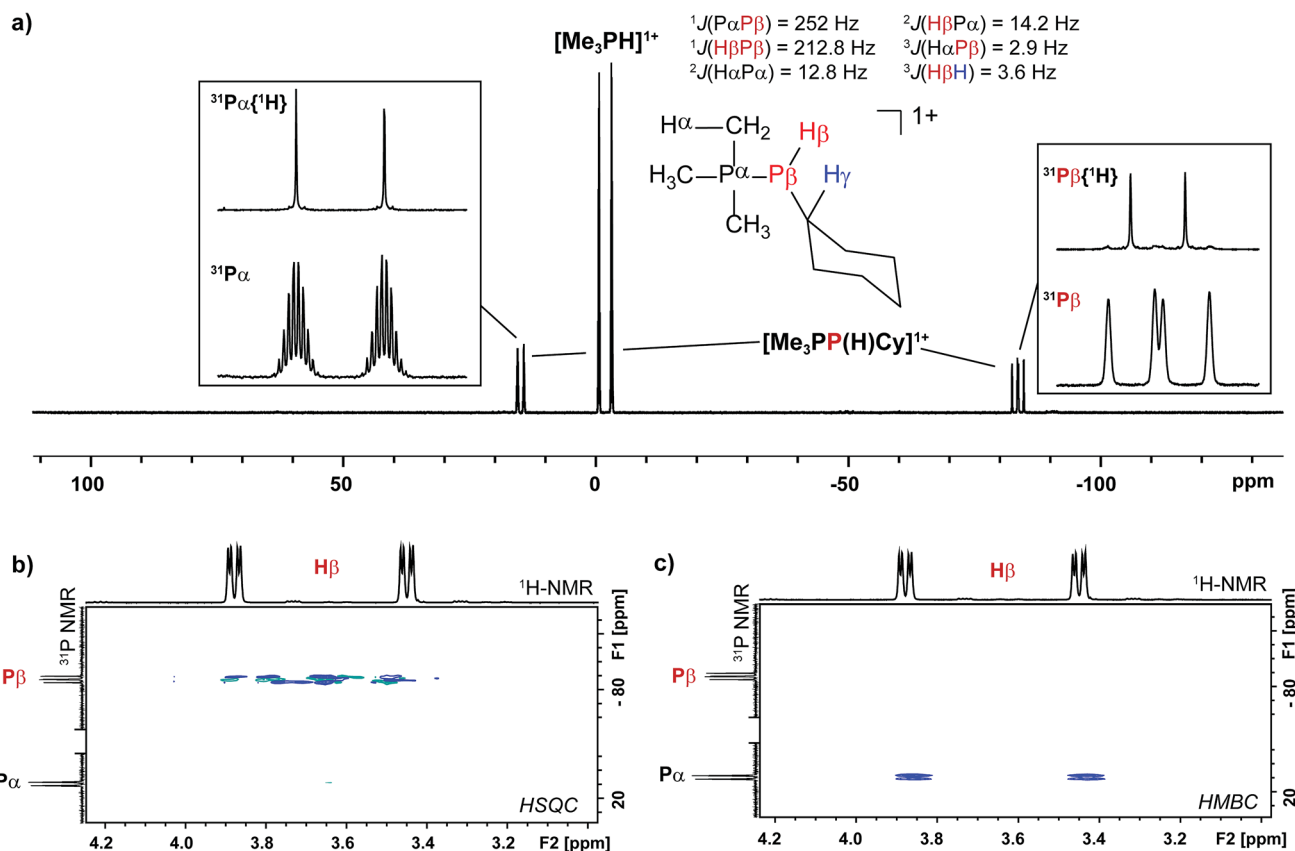 a)
[Me₃PH]¹⁺
¹J(PαPβ) = 252 Hz
²J(HβPα) = 14.2 Hz
¹J(HβPβ) = 212.8 Hz
³J(HαPβ) = 2.9 Hz
²J(HαPα) = 12.8 Hz
³J(HβH) = 3.6 Hz
³¹Pα{¹H}
³¹Pα
1+
Hα
CH₂
Hβ
H₃C
Pα
Pβ
Hγ
CH₃
³¹Pβ{¹H}
³¹Pβ
[Me₃PP(H)Cy]¹⁺
100 50 0 -50 -100 ppm
b)
Hβ
¹H-NMR
³¹P NMR
Pβ
Pα
F1 [ppm]
- 80
20
HSQC
4.2 4.0 3.8 3.6 3.4 3.2 F2 [ppm]
c)
Hβ
¹H-NMR
³¹P NMR
Pβ
Pα
F1 [ppm]
- 80
20
HMBC
4.2 4.0 3.8 3.6 3.4 3.2 F2 [ppm]